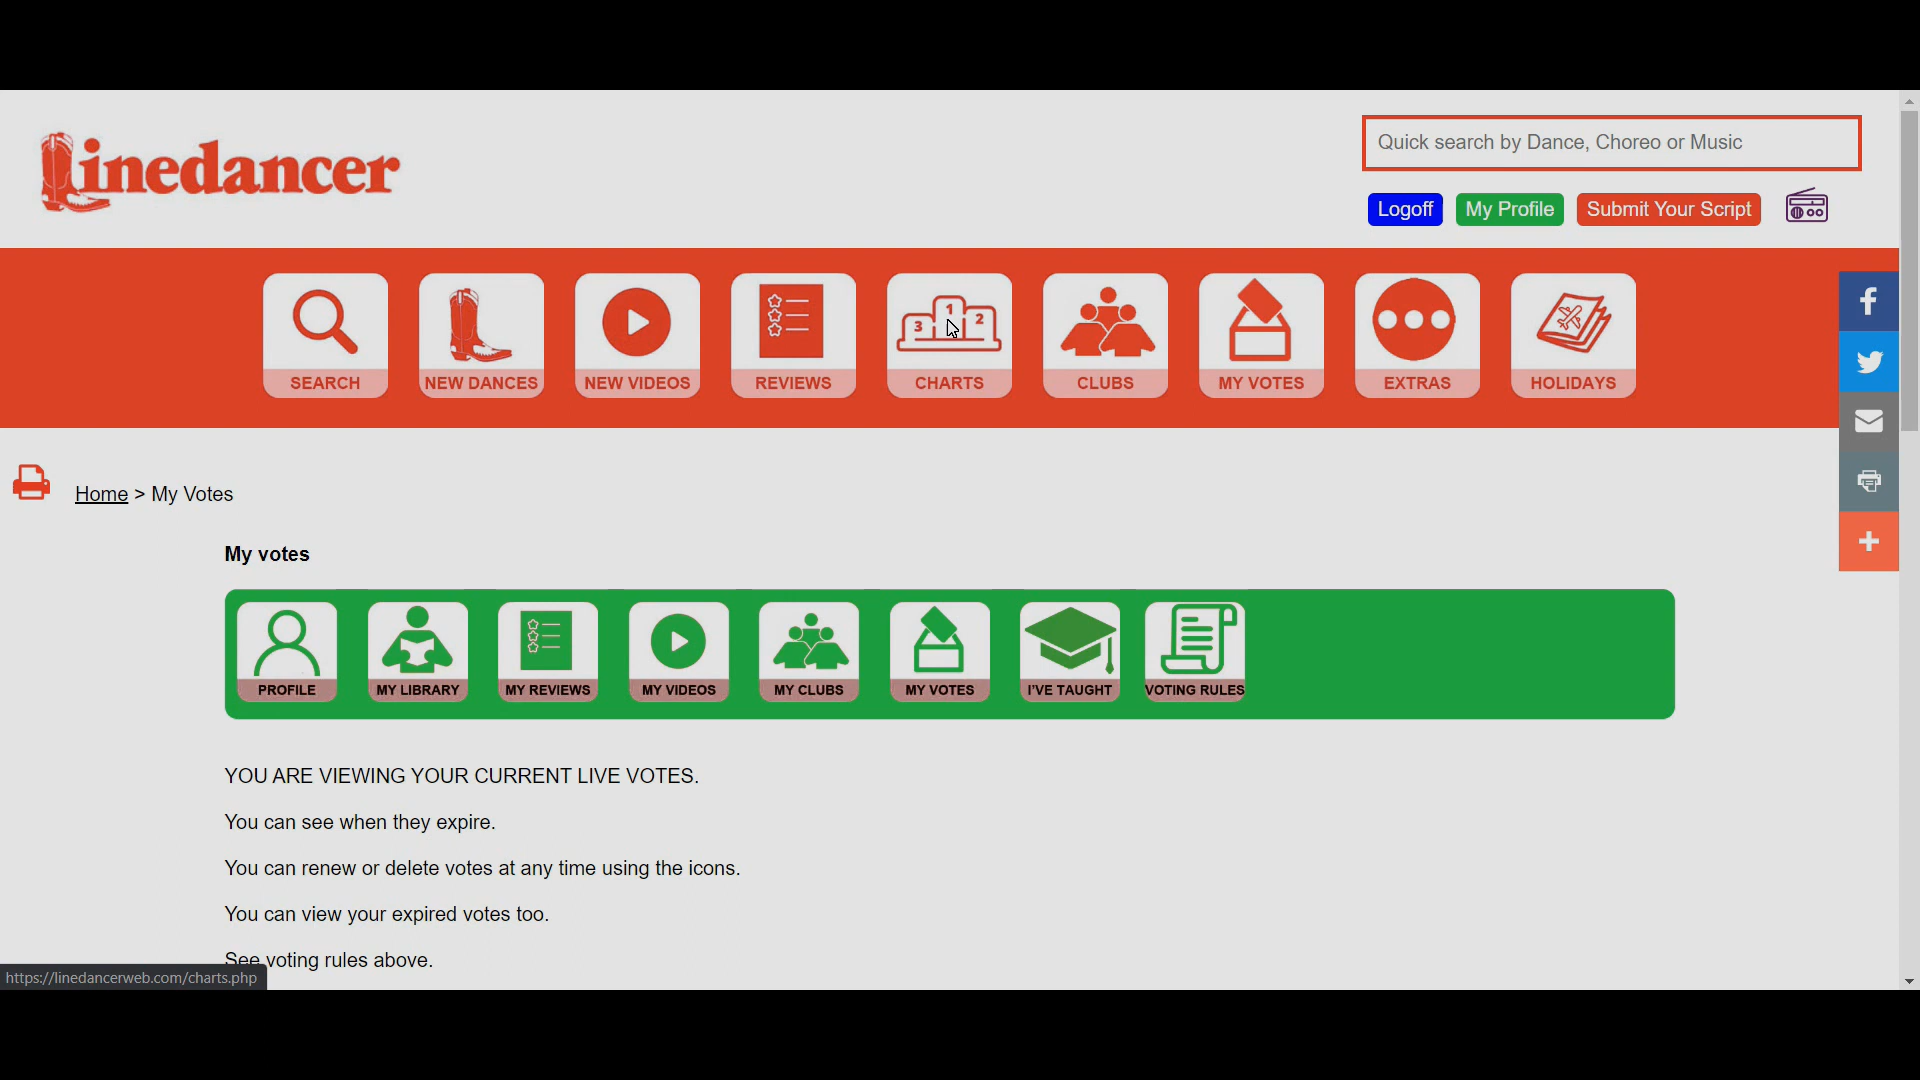 Linedancer
Quick search by Dance, Choreo or Music
Logoff My Profile Submit Your Script
3 1 2
SEARCH NEW DANCES NEW VIDEOS REVIEWS CHARTS CLUBS MY VOTES EXTRAS HOLIDAYS
Home > My Votes
My votes
PROFILE MY LIBRARY MY REVIEWS MY VIDEOS MY CLUBS MY VOTES I'VE TAUGHT VOTING RULES
YOU ARE VIEWING YOUR CURRENT LIVE VOTES.
You can see when they expire.
You can renew or delete votes at any time using the icons.
You can view your expired votes too.
See voting rules above.
https://linedancerweb.com/charts.php